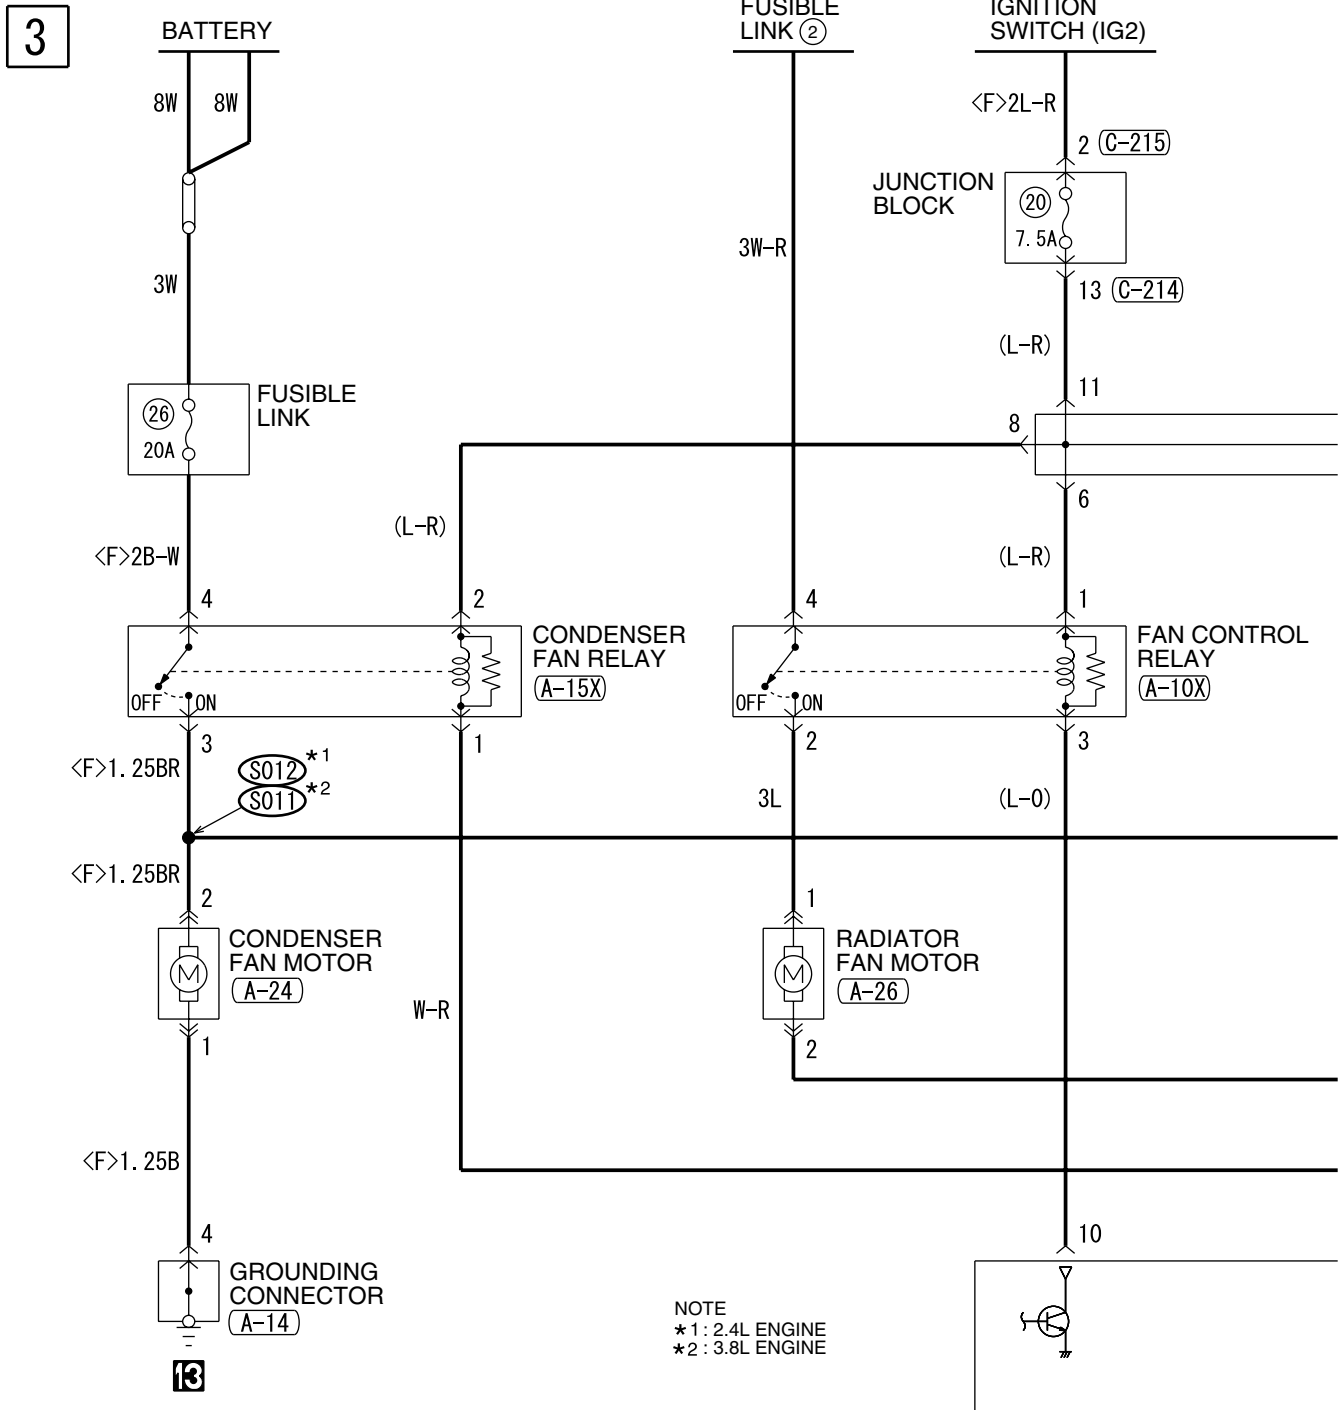 3
BATTERY
FUSIBLE
LINK 2
IGNITION
SWITCH (IG2)
8W
8W
<F>2L-R
2 C-215
JUNCTION
BLOCK
20
7.5A
3W-R
3W
13 C-214
(L-R)
11
FUSIBLE
LINK
26
20A
8
6
(L-R)
<F>2B-W
(L-R)
4
2
4
1
CONDENSER
FAN RELAY
A-15X
OFF
ON
FAN CONTROL
RELAY
A-10X
OFF
ON
3
1
2
3
<F>1.25BR
S012 *1
S011 *2
3L
(L-O)
<F>1.25BR
2
1
CONDENSER
FAN MOTOR
A-24
M
RADIATOR
FAN MOTOR
A-26
M
W-R
1
2
<F>1.25B
4
10
GROUNDING
CONNECTOR
A-14
13
NOTE
*1 : 2.4L ENGINE
*2 : 3.8L ENGINE